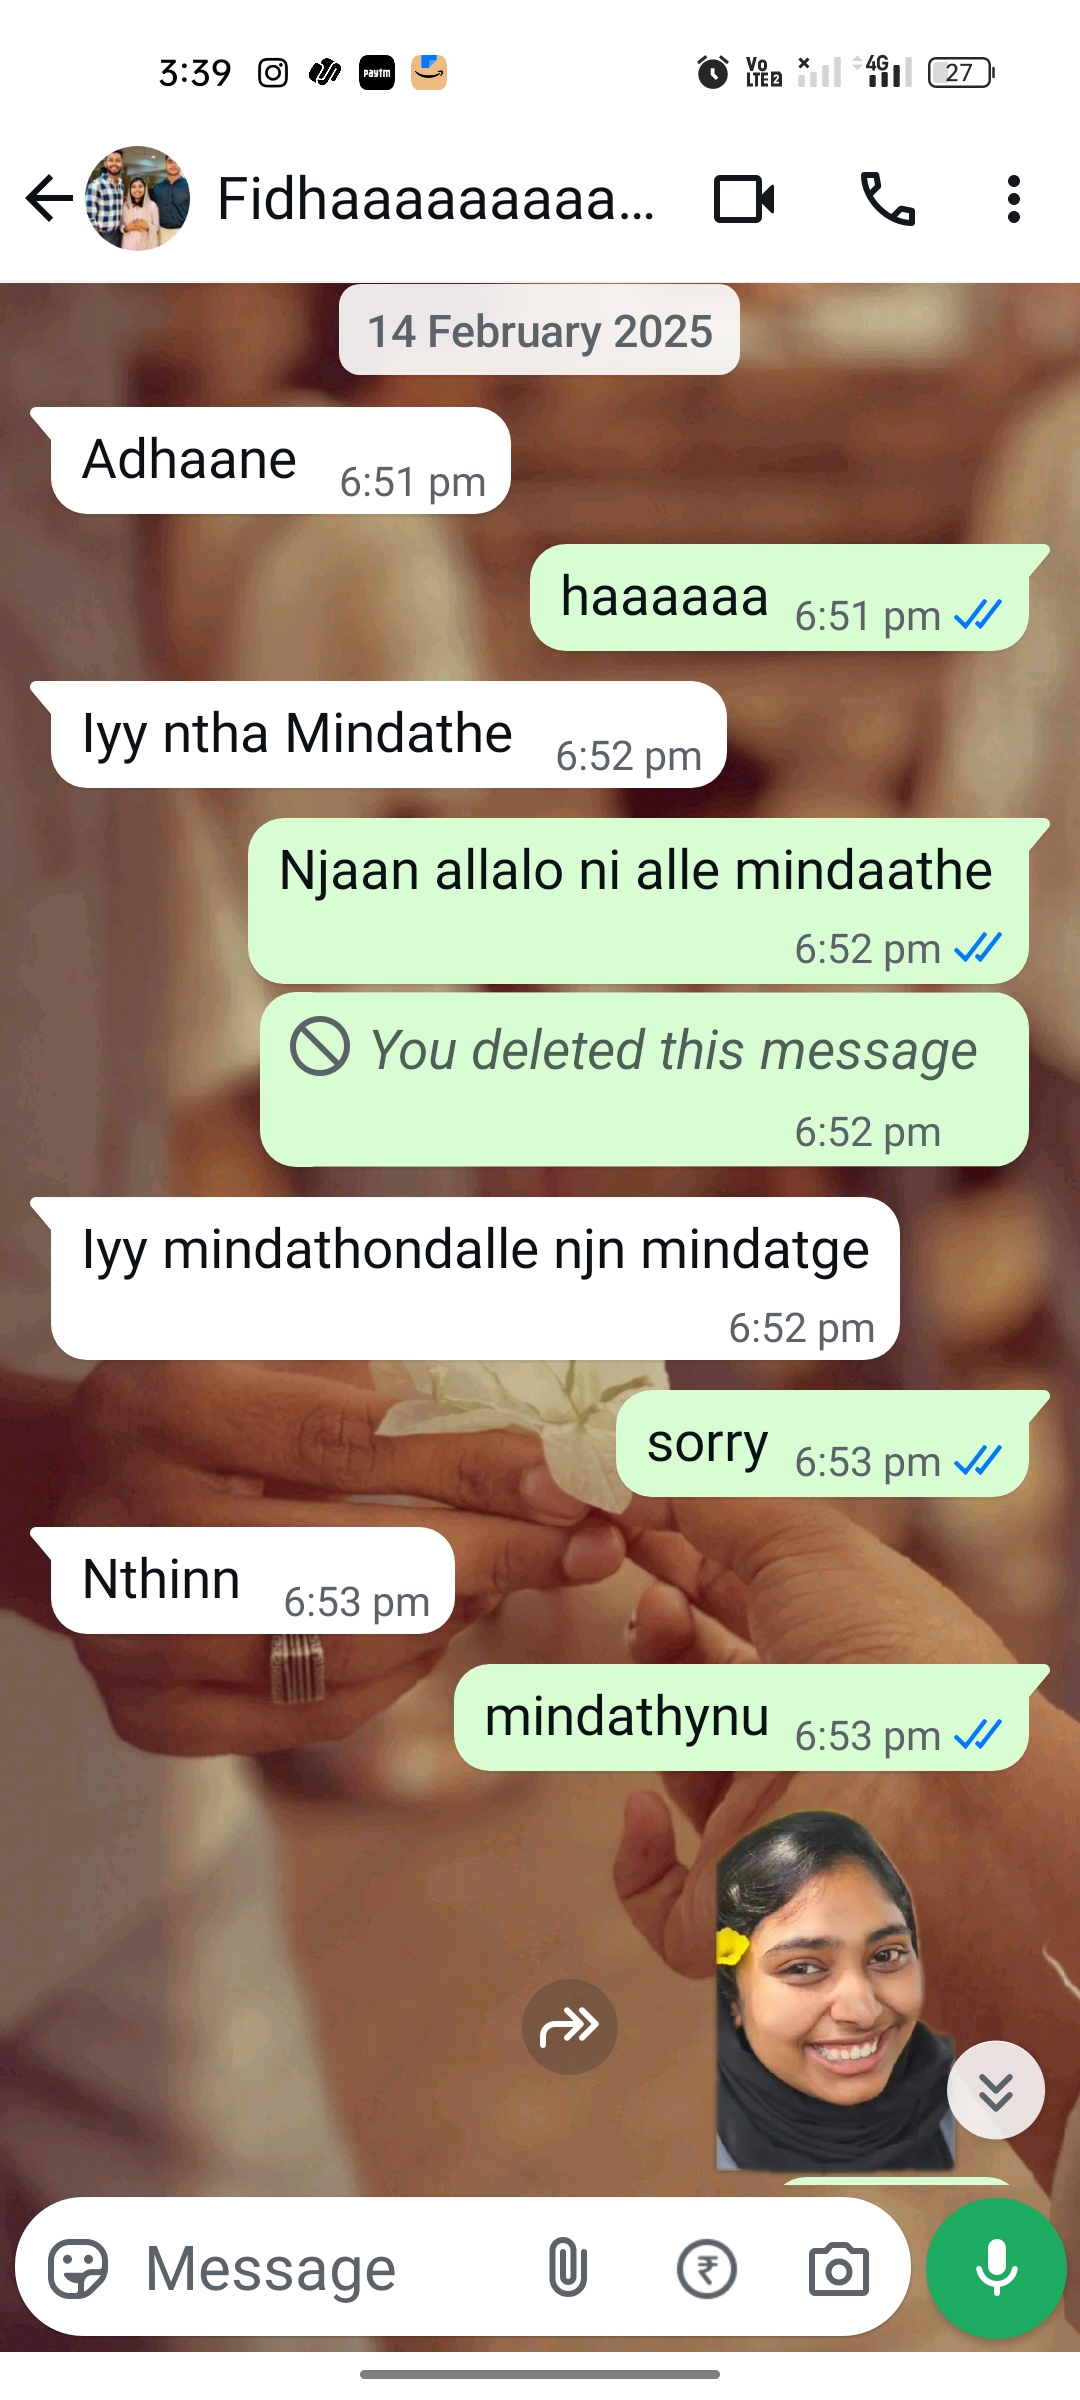 3:39 paytm Vo LTE 2 4G 27
Fidhaaaaaaaaa...
14 February 2025
Adhaane 6:51 pm
haaaaaa 6:51 pm
Iyy ntha Mindathe 6:52 pm
Njaan allalo ni alle mindaathe
6:52 pm
You deleted this message
6:52 pm
Iyy mindathondalle njn mindatge
6:52 pm
sorry 6:53 pm
Nthinn 6:53 pm
mindathynu 6:53 pm
Message ₹